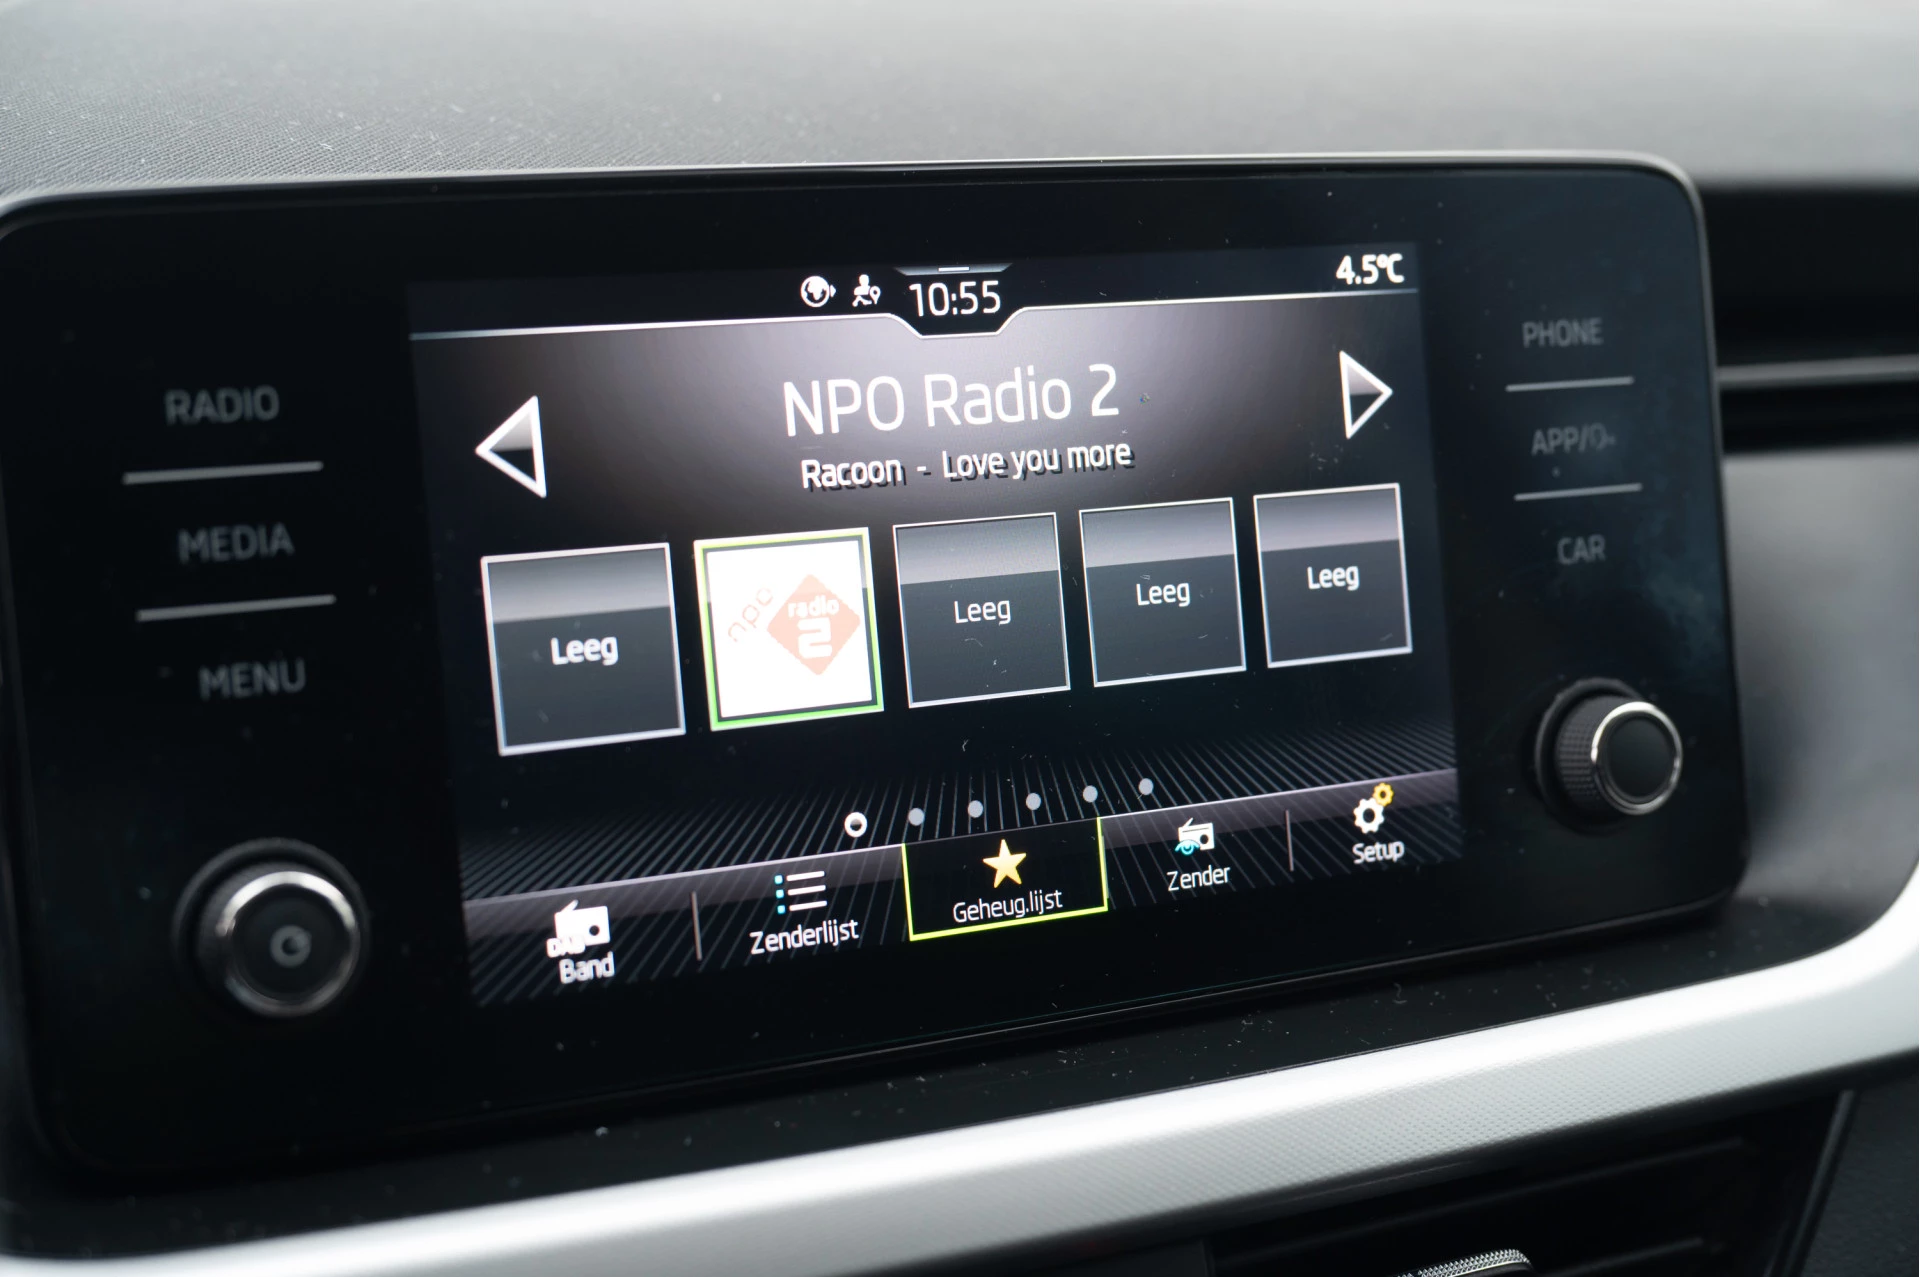 10:55
4.5°C
RADIO
MEDIA
MENU
NPO Radio 2
Racoon - Love you more
PHONE
APP/
CAR
Leeg
npo
radio
2
Leeg
Leeg
Leeg
DAB
Band
Zenderlijst
Geheug.lijst
Zender
Setup